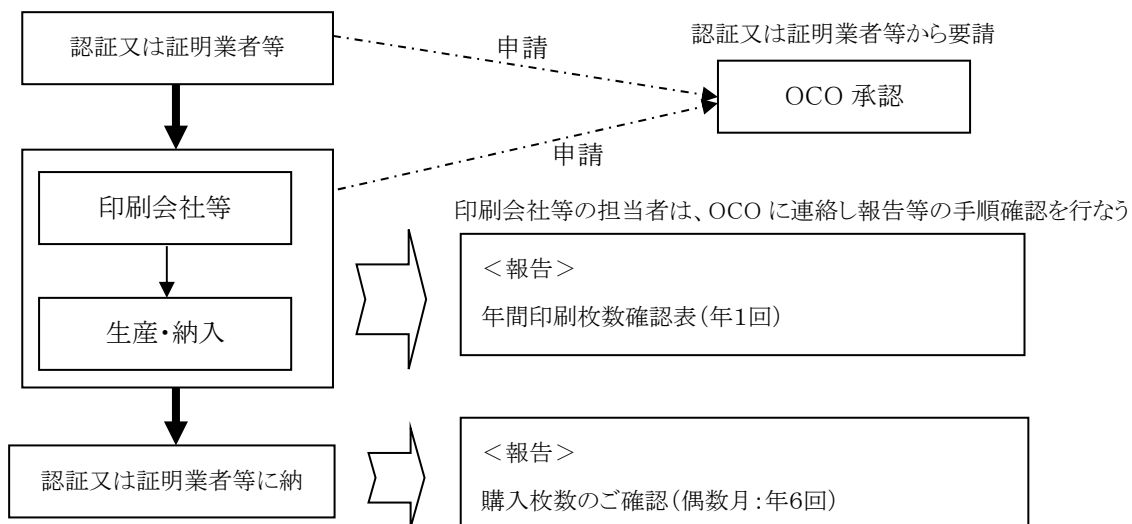 認証又は証明業者等
申請
認証又は証明業者等から要請
OCO 承認
申請
印刷会社等
生産・納入
印刷会社等の担当者は、OCO に連絡し報告等の手順確認を行なう
＜報告＞
年間印刷枚数確認表（年1回）
認証又は証明業者等に納
＜報告＞
購入枚数のご確認（偶数月：年6回）